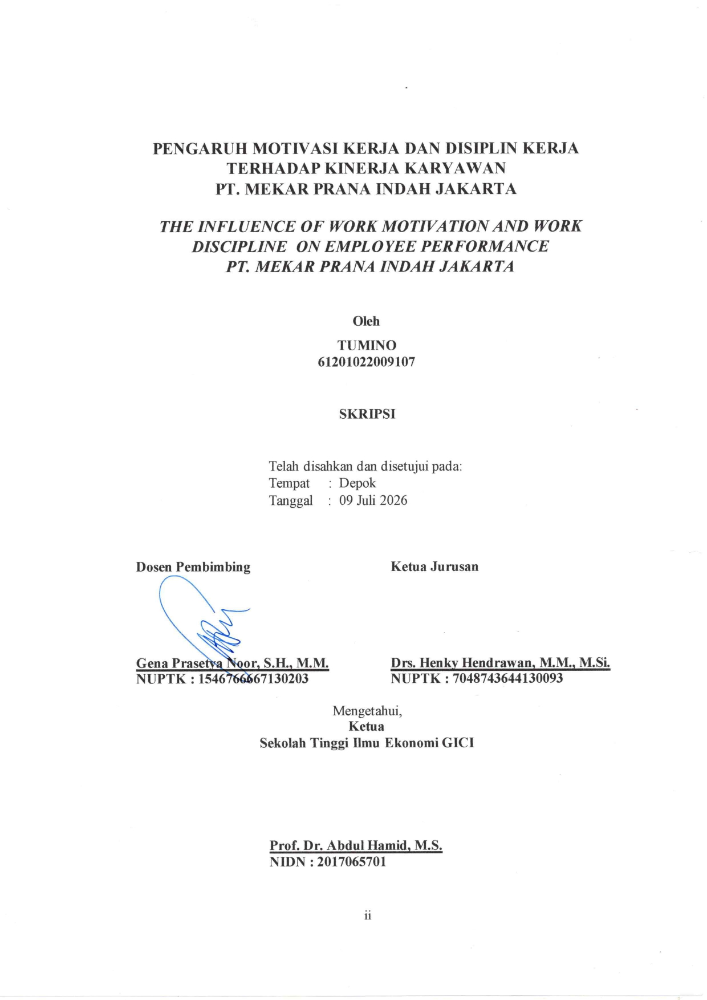 PENGARUH MOTIVASI KERJA DAN DISIPLIN KERJA
TERHADAP KINERJA KARYAWAN
PT. MEKAR PRANA INDAH JAKARTA
THE INFLUENCE OF WORK MOTIVATION AND WORK
DISCIPLINE ON EMPLOYEE PERFORMANCE
PT. MEKAR PRANA INDAH JAKARTA
Oleh
TUMINO
61201022009107
SKRIPSI
Telah disahkan dan disetujui pada:
Tempat : Depok
Tanggal : 09 Juli 2026
Dosen Pembimbing
Ketua Jurusan
Gena Prasetya Noor, S.H., M.M.
NUPTK : 1546766667130203
Drs. Henky Hendrawan, M.M., M.Si.
NUPTK : 7048743644130093
Mengetahui,
Ketua
Sekolah Tinggi Ilmu Ekonomi GICI
Prof. Dr. Abdul Hamid, M.S.
NIDN : 2017065701
ii